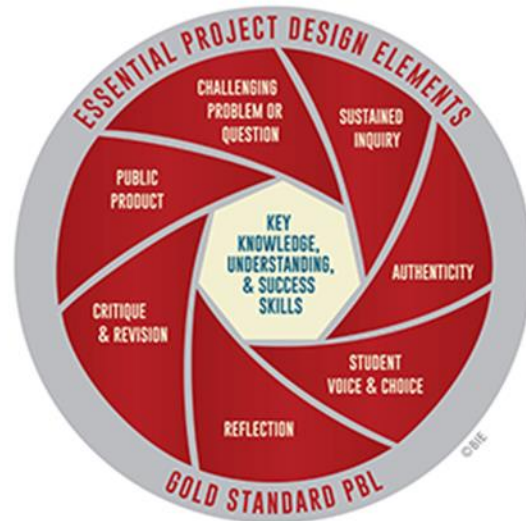 ESSENTIAL PROJECT DESIGN ELEMENTS
CHALLENGING
PROBLEM OR
QUESTION
SUSTAINED
INQUIRY
AUTHENTICITY
STUDENT
VOICE & CHOICE
REFLECTION
CRITIQUE
& REVISION
PUBLIC
PRODUCT
KEY
KNOWLEDGE,
UNDERSTANDING,
& SUCCESS
SKILLS
GOLD STANDARD PBL
©BIE